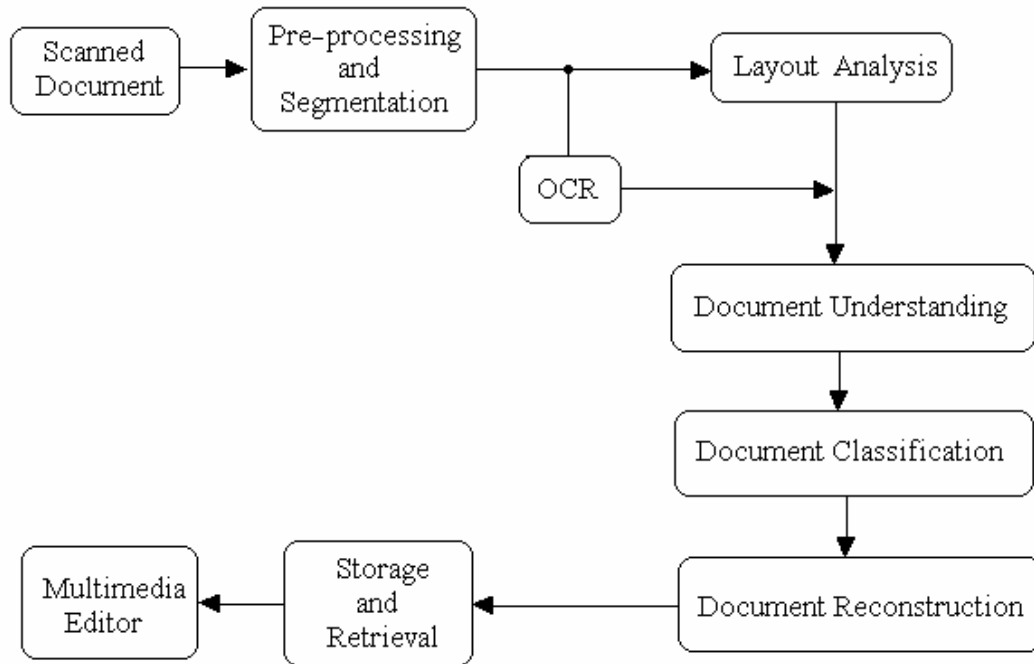 Scanned
Document
Pre-processing
and
Segmentation
Layout Analysis
OCR
Document Understanding
Document Classification
Document Reconstruction
Storage
and
Retrieval
Multimedia
Editor